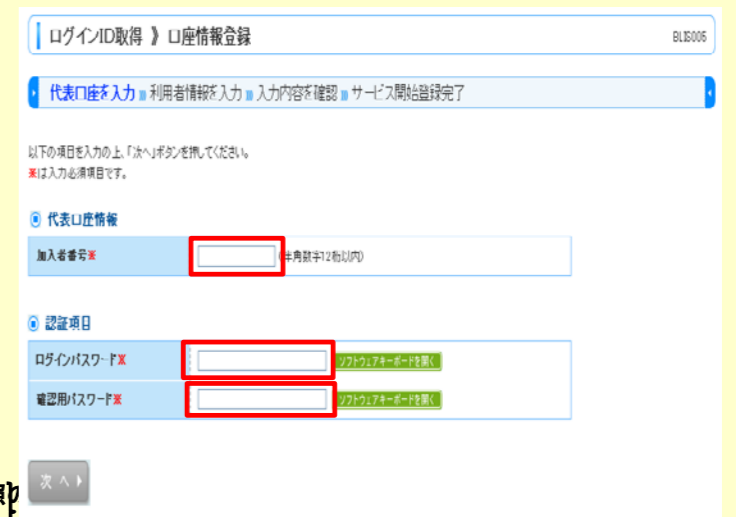 ログインID取得 》 口座情報登録
BLIS005
代表口座を入力 利用者情報を入力 入力内容を確認 サービス開始登録完了
以下の項目を入力の上、「次へ」ボタンを押してください。
※は入力必須項目です。
代表口座情報
加入者番号※
(半角数字12桁以内)
認証項目
ログインパスワード※
ソフトウェアキーボードを開く
確認用パスワード※
ソフトウェアキーボードを開く
次 へ